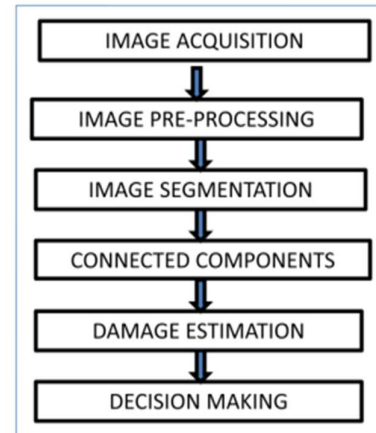 IMAGE ACQUISITION
IMAGE PRE-PROCESSING
IMAGE SEGMENTATION
CONNECTED COMPONENTS
DAMAGE ESTIMATION
DECISION MAKING